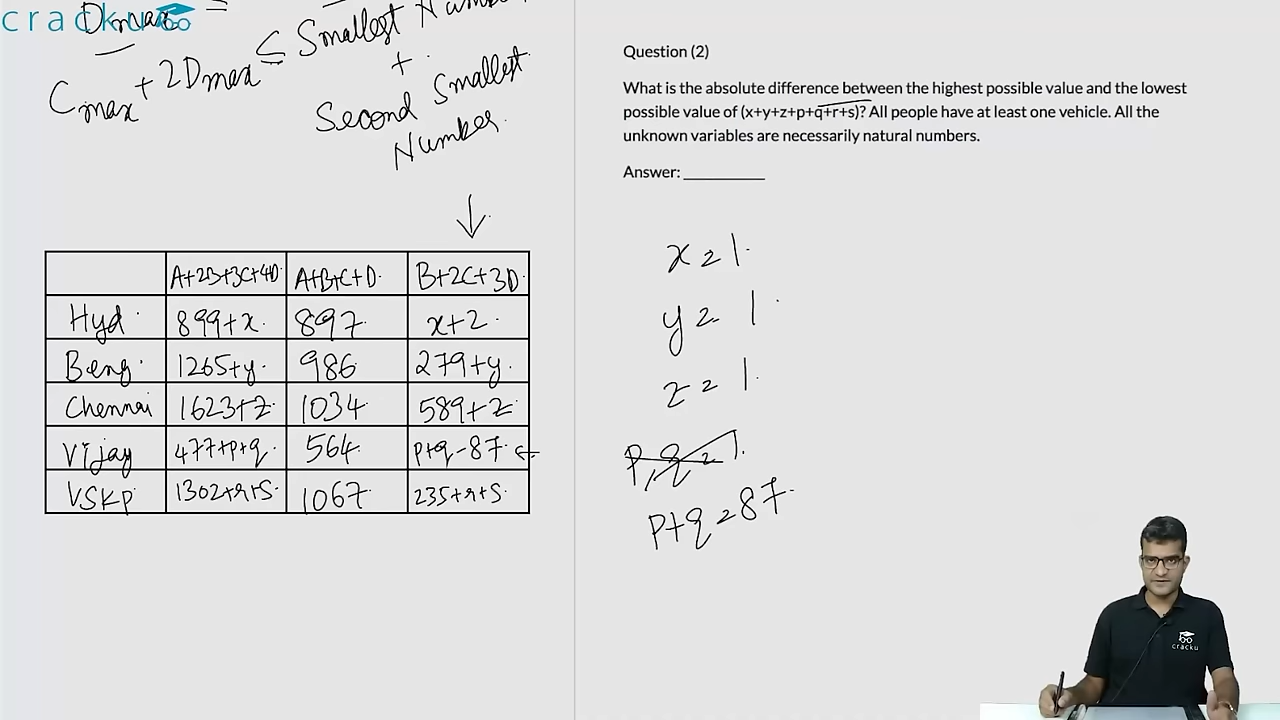 cracku
Dmax =
Cmax + 2Dmax ≤ Smallest Number
+
Second Smallest
Number.
A+2B+3C+4D A+B+C+D. B+2C+3D
Hyd 899+x. 897 x+2.
Beng. 1265+y. 986 279+y.
Chennai 1623+z. 1034 589+z
Vijay 477+p+q. 564 p+q-87.
VSKP 1302+r+s. 1067 235+r+s.
Question (2)
What is the absolute difference between the highest possible value and the lowest
possible value of (x+y+z+p+q+r+s)? All people have at least one vehicle. All the
unknown variables are necessarily natural numbers.
Answer: __________
x = 1.
y = 1
z = 1.
p,q = 1.
p+q = 87.
cracku